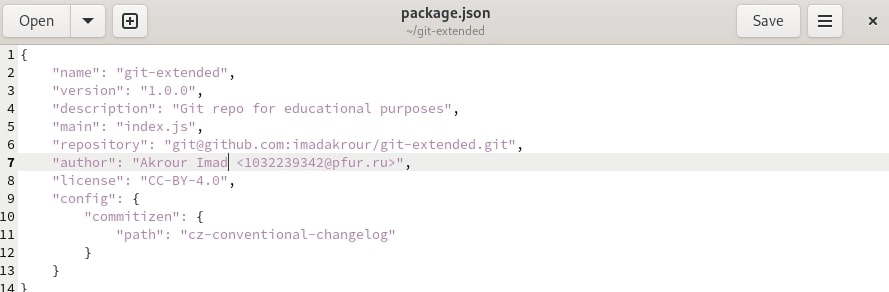 Open
package.json
~/git-extended
Save
1 {
2     "name": "git-extended",
3     "version": "1.0.0",
4     "description": "Git repo for educational purposes",
5     "main": "index.js",
6     "repository": "git@github.com:imadakrour/git-extended.git",
7     "author": "Akrour Imad <1032239342@pfur.ru>",
8     "license": "CC-BY-4.0",
9     "config": {
10         "commitizen": {
11             "path": "cz-conventional-changelog"
12         }
13     }
14 }